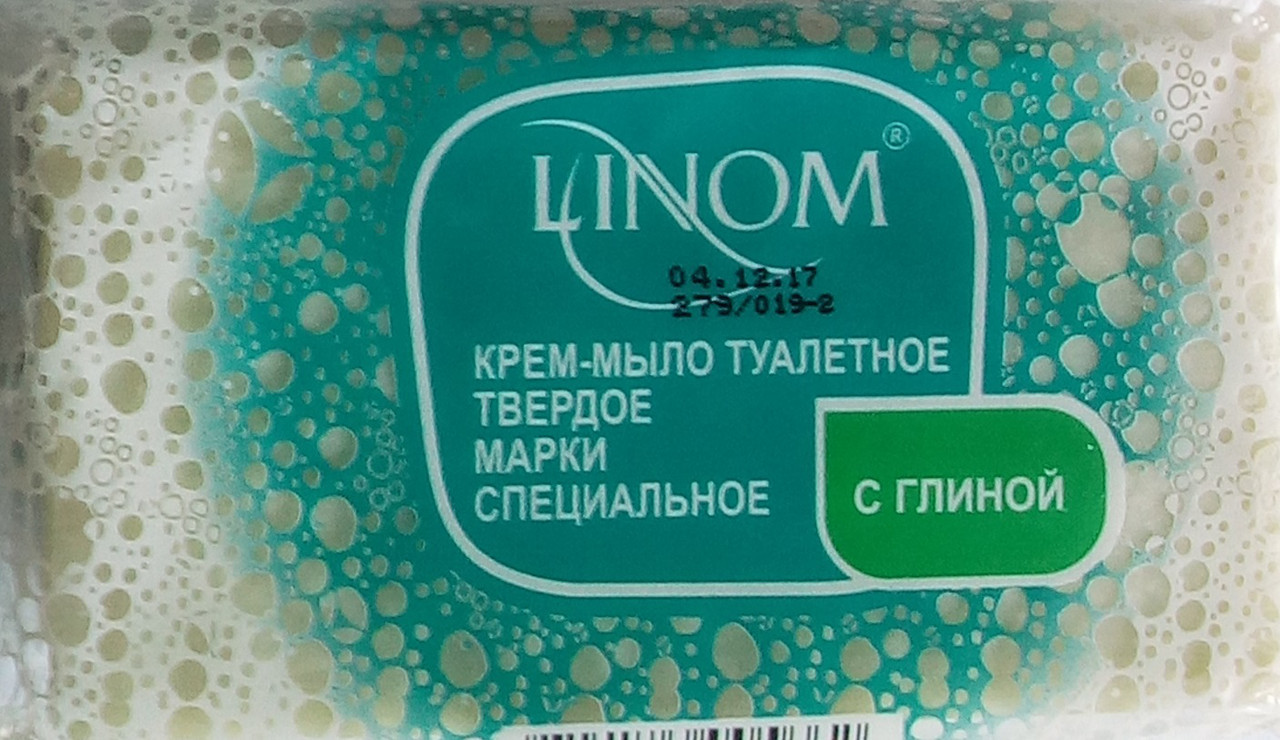 LINOM®
04.12.17
279/019-2
КРЕМ-МЫЛО ТУАЛЕТНОЕ
ТВЕРДОЕ
МАРКИ
СПЕЦИАЛЬНОЕ
С ГЛИНОЙ